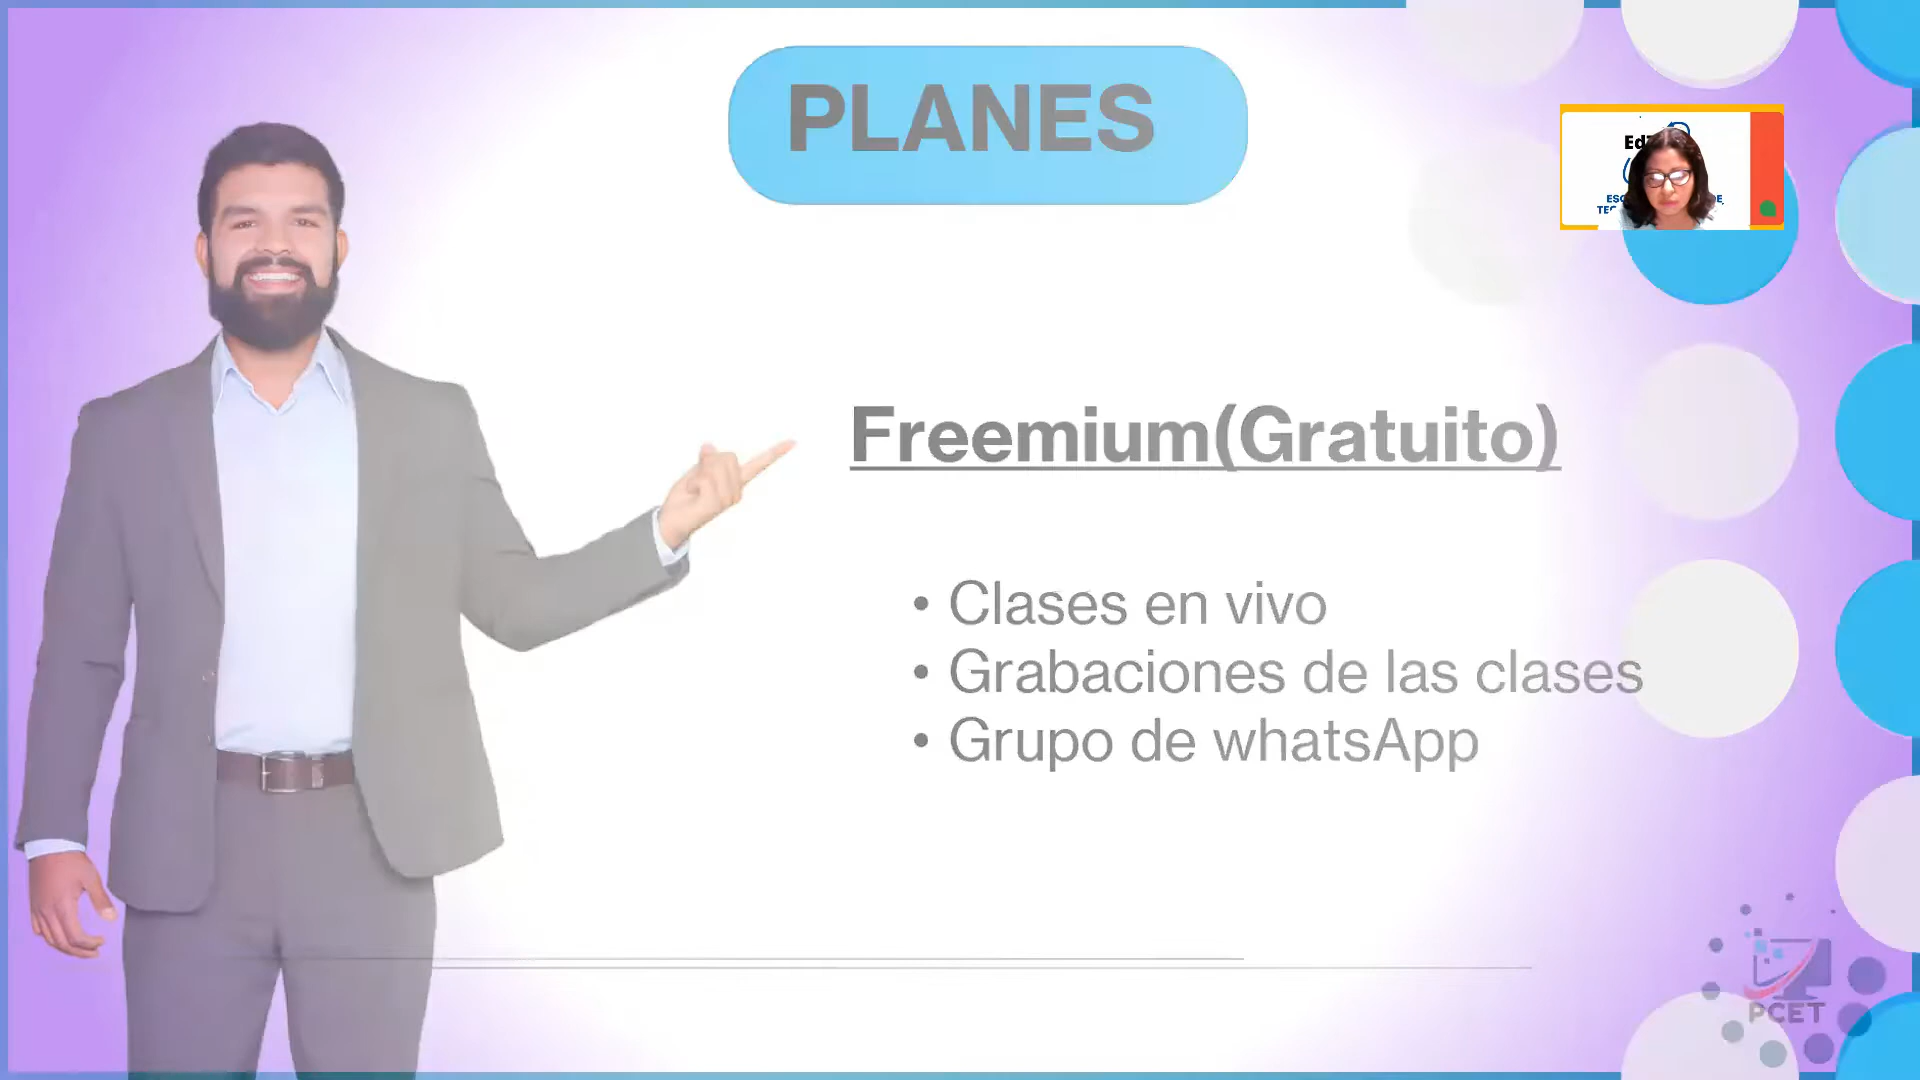 PLANES
Freemium(Gratuito)
• Clases en vivo
• Grabaciones de las clases
• Grupo de whatsApp
PCET